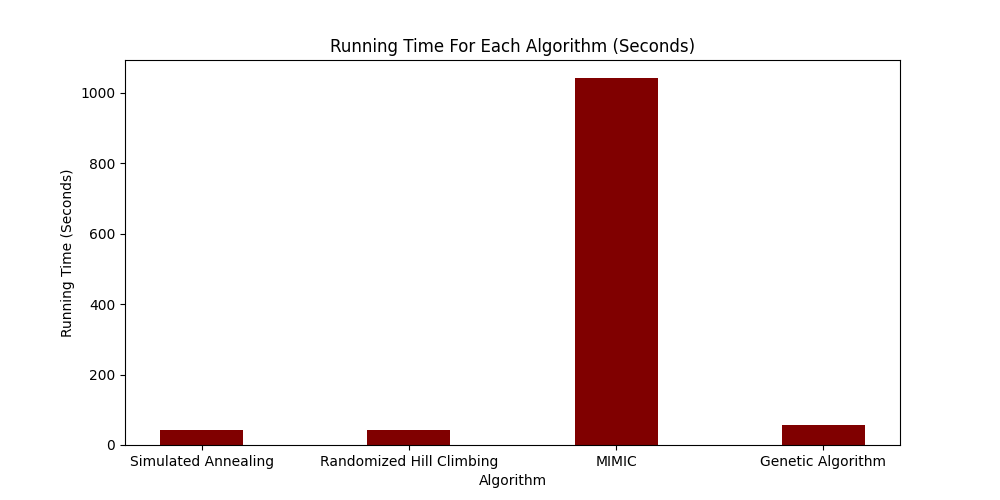 Running Time For Each Algorithm (Seconds)
Running Time (Seconds)
1000
800
600
400
200
0
Simulated Annealing Randomized Hill Climbing MIMIC Genetic Algorithm
Algorithm